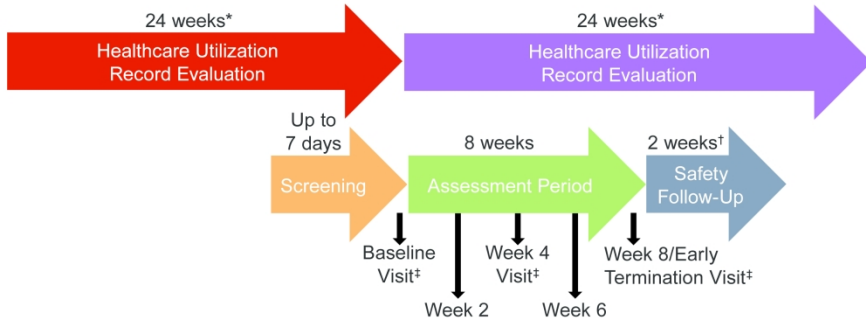 24 weeks*
Healthcare Utilization
Record Evaluation
24 weeks*
Healthcare Utilization
Record Evaluation
Up to
7 days
Screening
8 weeks
Assessment Period
2 weeks†
Safety
Follow-Up
Baseline
Visit‡
Week 2
Week 4
Visit‡
Week 6
Week 8/Early
Termination Visit‡